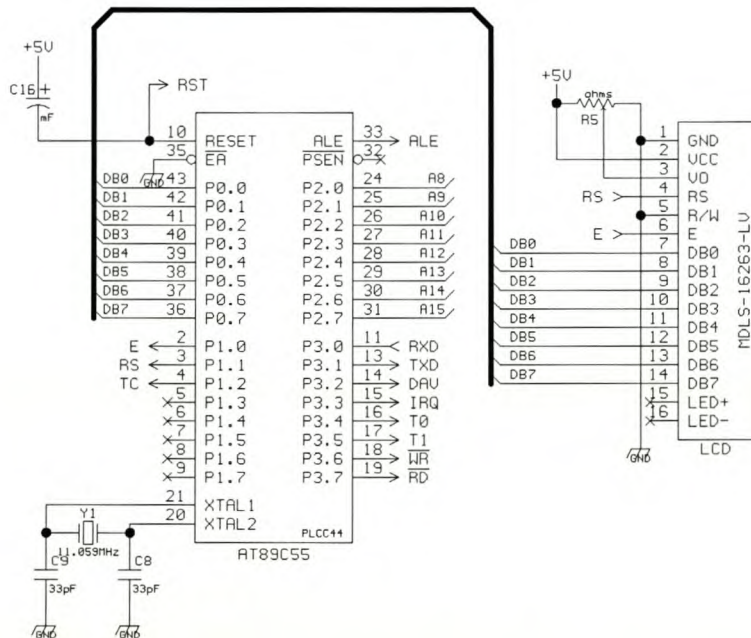 +5V
C16 +
mF
RST
10 RESET
35 EA
GND
ALE 33 ALE
PSEN 32
DB0 43 P0.0
DB1 42 P0.1
DB2 41 P0.2
DB3 40 P0.3
DB4 39 P0.4
DB5 38 P0.5
DB6 37 P0.6
DB7 36 P0.7
P2.0 24 A8
P2.1 25 A9
P2.2 26 A10
P2.3 27 A11
P2.4 28 A12
P2.5 29 A13
P2.6 30 A14
P2.7 31 A15
E 2 P1.0
RS 3 P1.1
TC 4 P1.2
5 P1.3
6 P1.4
7 P1.5
8 P1.6
9 P1.7
P3.0 11 RXD
P3.1 13 TXD
P3.2 14 DAV
P3.3 15 IRQ
P3.4 16 T0
P3.5 17 T1
P3.6 18 WR
P3.7 19 RD
21 XTAL1
20 XTAL2
PLCC44
AT89C55
Y1
11.059MHz
C9
33pF
C8
33pF
GND
GND
+5V
ohms
R5
1 GND
2 VCC
3 VO
RS 4 RS
5 R/W
E 6 E
DB0 7 DB0
DB1 8 DB1
DB2 9 DB2
DB3 10 DB3
DB4 11 DB4
DB5 12 DB5
DB6 13 DB6
DB7 14 DB7
15 LED+
16 LED-
GND
LCD
MDLS-16263-LV